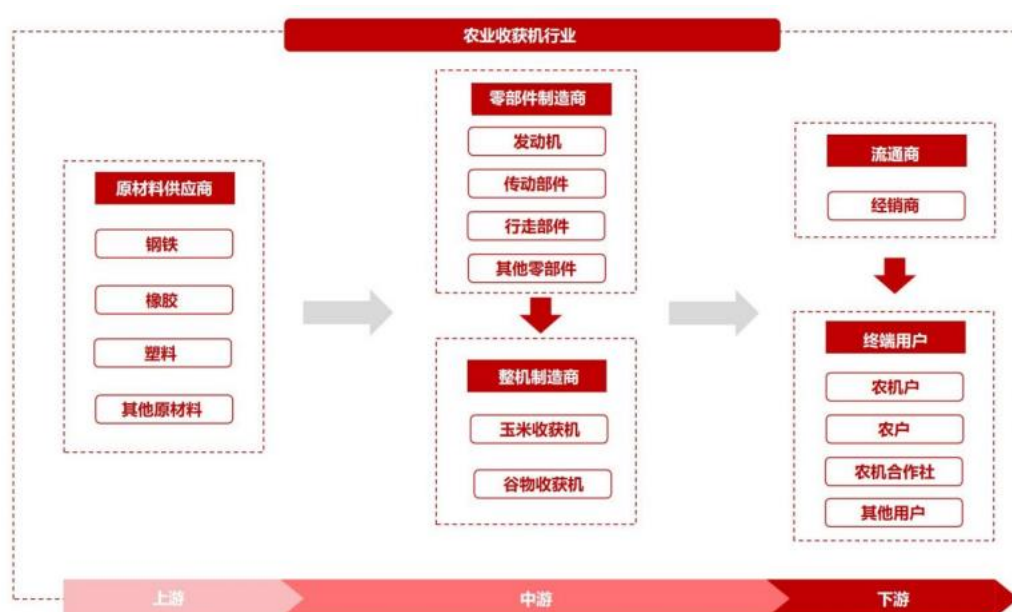 农业收获机行业
原材料供应商
钢铁
橡胶
塑料
其他原材料
零部件制造商
发动机
传动部件
行走部件
其他零部件
整机制造商
玉米收获机
谷物收获机
流通商
经销商
终端用户
农机户
农户
农机合作社
其他用户
上游
中游
下游